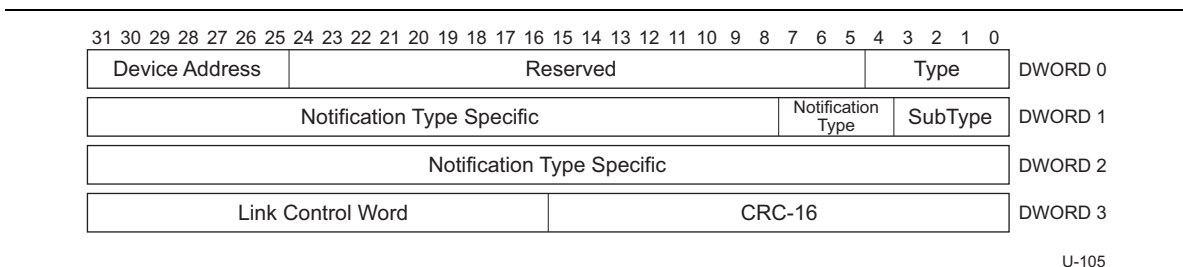 31 30 29 28 27 26 25 24 23 22 21 20 19 18 17 16 15 14 13 12 11 10 9 8 7 6 5 4 3 2 1 0
Device Address Reserved Type DWORD 0
Notification Type Specific Notification Type SubType DWORD 1
Notification Type Specific DWORD 2
Link Control Word CRC-16 DWORD 3
U-105